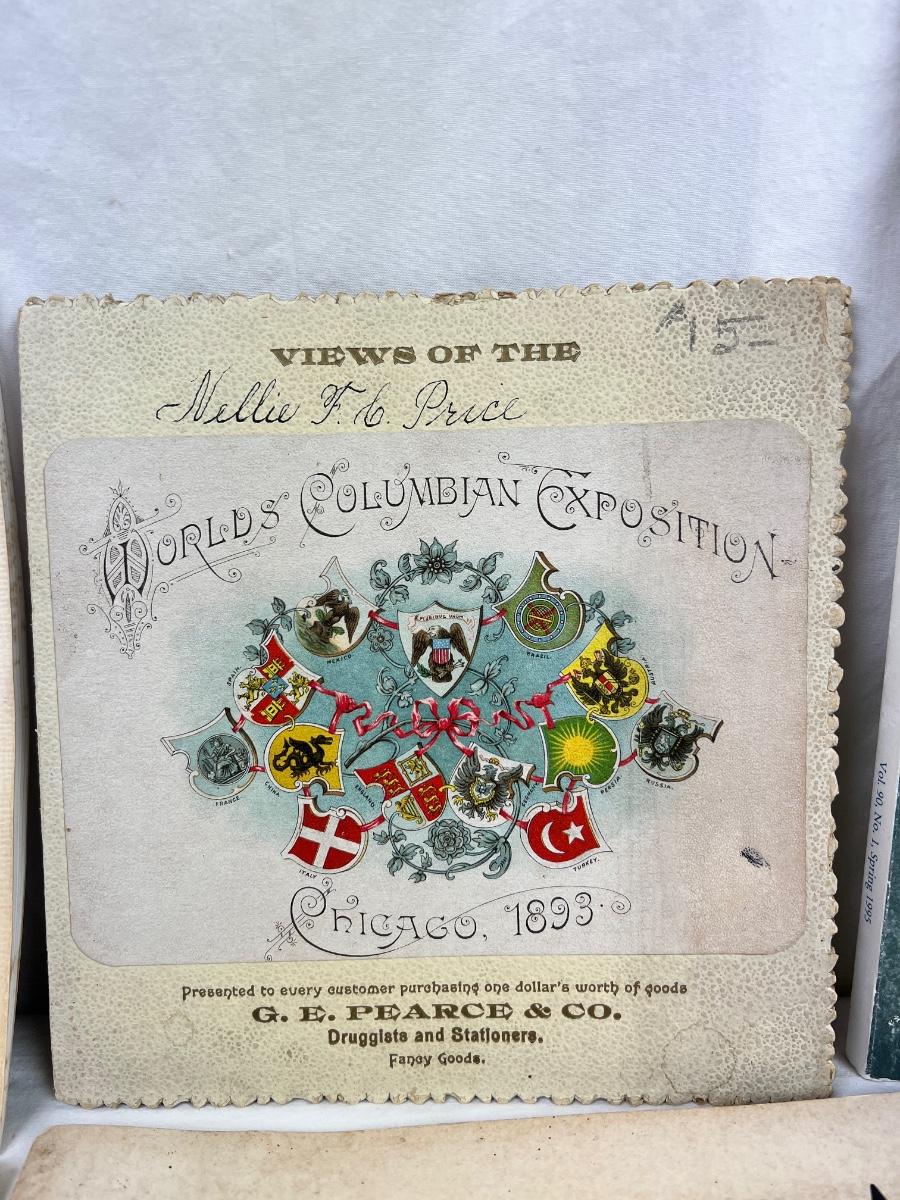 15-
VIEWS OF THE
Nellie F. C. Price
WORLDS COLUMBIAN EXPOSITION
E PLURIBUS UNUM
MEXICO
BRAZIL
SPAIN
AUSTRIA
FRANCE
CHINA
ENGLAND
PERSIA
RUSSIA.
ITALY
TURKEY.
CHICAGO, 1893.
Presented to every customer purchasing one dollar's worth of goods
G. E. PEARCE & CO.
Druggists and Stationers.
Fancy Goods.
Vol. 90, No. 1, Spring 1995